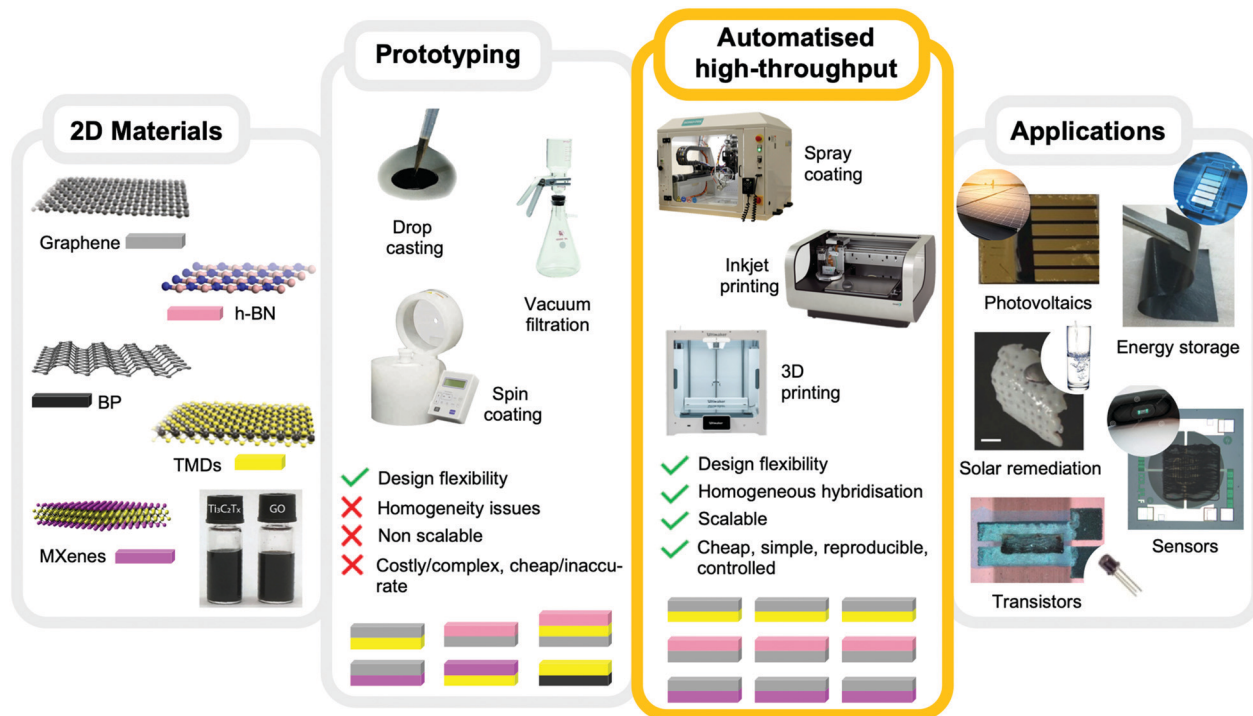 2D Materials
Graphene
h-BN
BP
TMDs
MXenes
Ti₃C₂Tₓ
GO
Prototyping
Drop
casting
Vacuum
filtration
Spin
coating
Design flexibility
Homogeneity issues
Non scalable
Costly/complex, cheap/inaccu-
rate
Automatised
high-throughput
Spray
coating
Inkjet
printing
3D
printing
Design flexibility
Homogeneous hybridisation
Scalable
Cheap, simple, reproducible,
controlled
Applications
Photovoltaics
Energy storage
Solar remediation
Sensors
Transistors